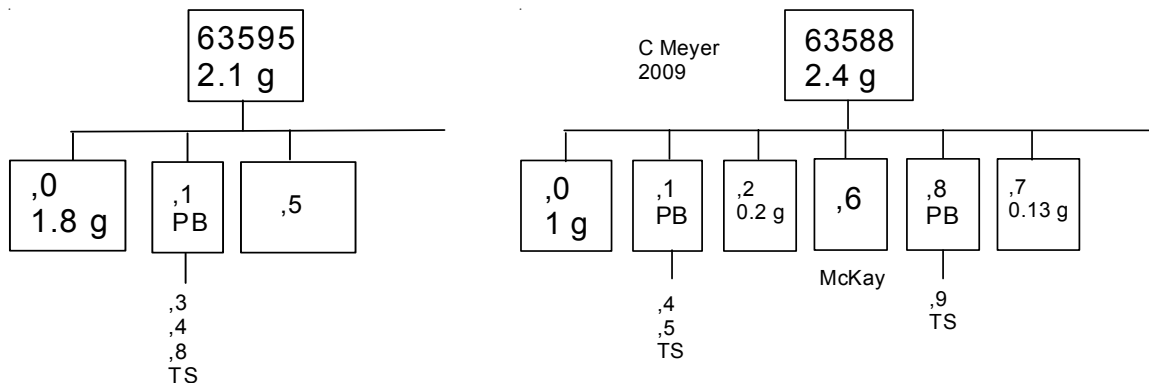 63595
2.1 g
,0
1.8 g
,1
PB
,5
,3
,4
,8
TS
C Meyer
2009
63588
2.4 g
,0
1 g
,1
PB
,2
0.2 g
,6
,8
PB
,7
0.13 g
McKay
,4
,5
TS
,9
TS